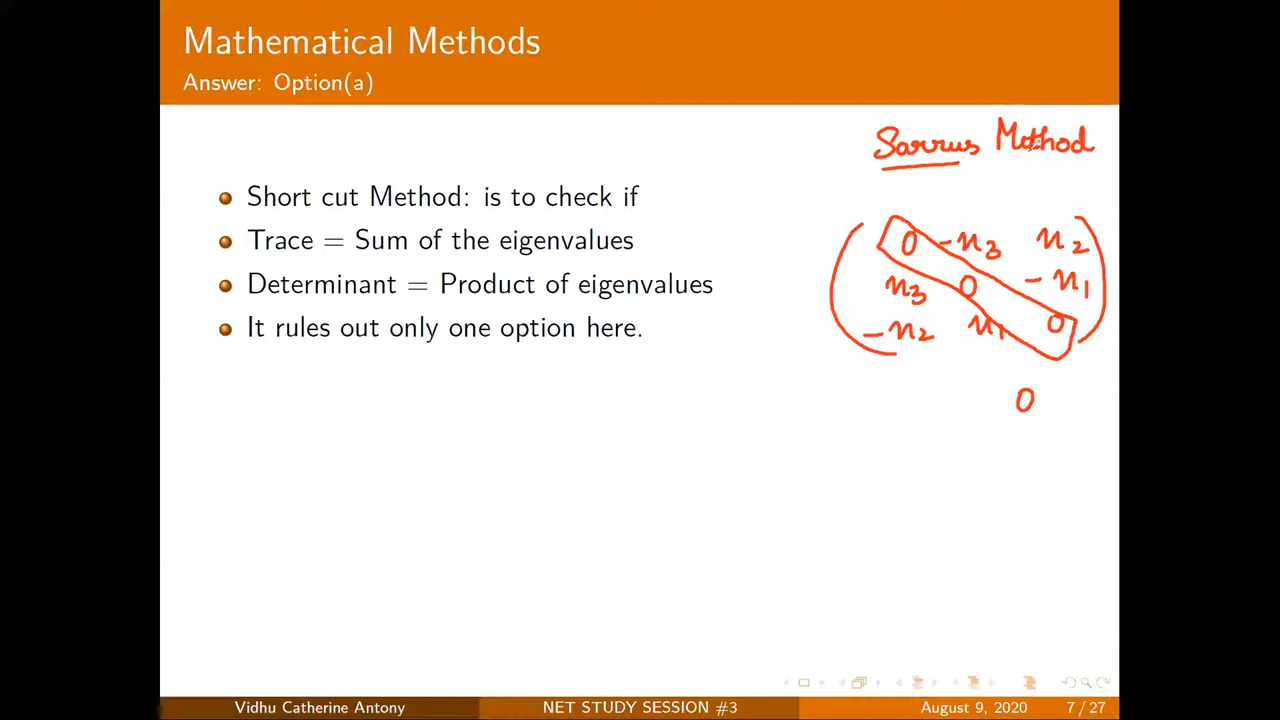 Mathematical Methods
Answer: Option(a)
Sarrus Method
Short cut Method: is to check if
Trace = Sum of the eigenvalues
Determinant = Product of eigenvalues
It rules out only one option here.
0 -n3 n2
n3 0 -n1
-n2 n1 0
0
Vidhu Catherine Antony NET STUDY SESSION #3 August 9, 2020 7 / 27